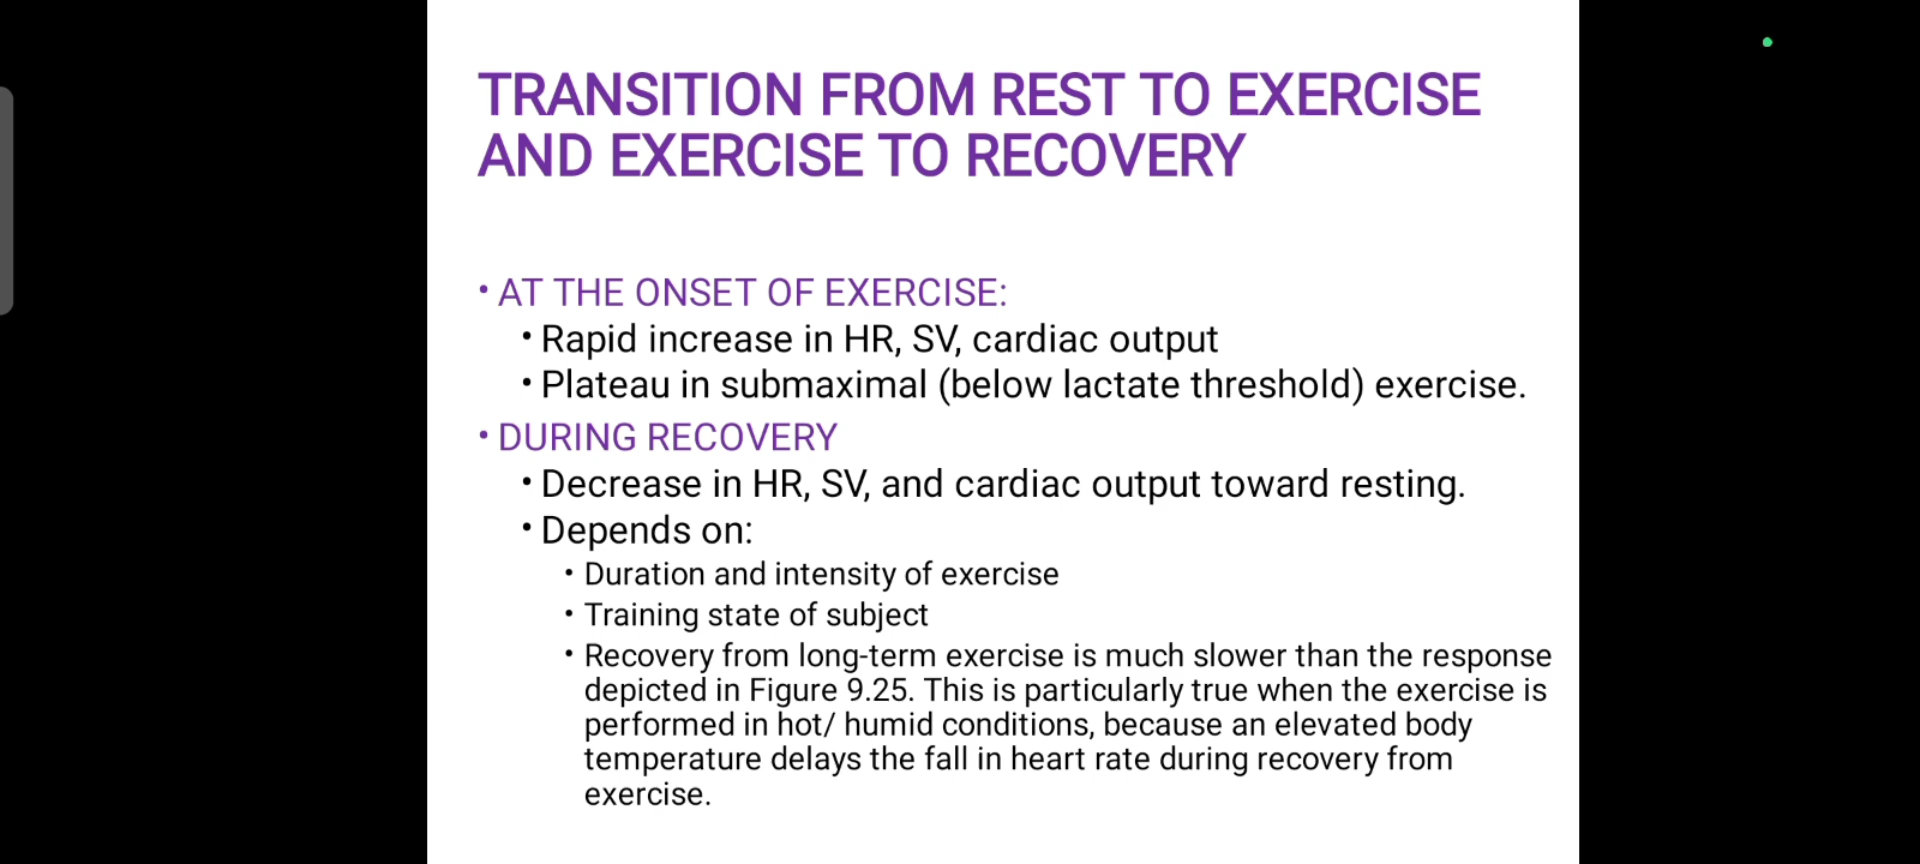 TRANSITION FROM REST TO EXERCISE
AND EXERCISE TO RECOVERY
• AT THE ONSET OF EXERCISE:
• Rapid increase in HR, SV, cardiac output
• Plateau in submaximal (below lactate threshold) exercise.
• DURING RECOVERY
• Decrease in HR, SV, and cardiac output toward resting.
• Depends on:
• Duration and intensity of exercise
• Training state of subject
• Recovery from long-term exercise is much slower than the response
depicted in Figure 9.25. This is particularly true when the exercise is
performed in hot/ humid conditions, because an elevated body
temperature delays the fall in heart rate during recovery from
exercise.